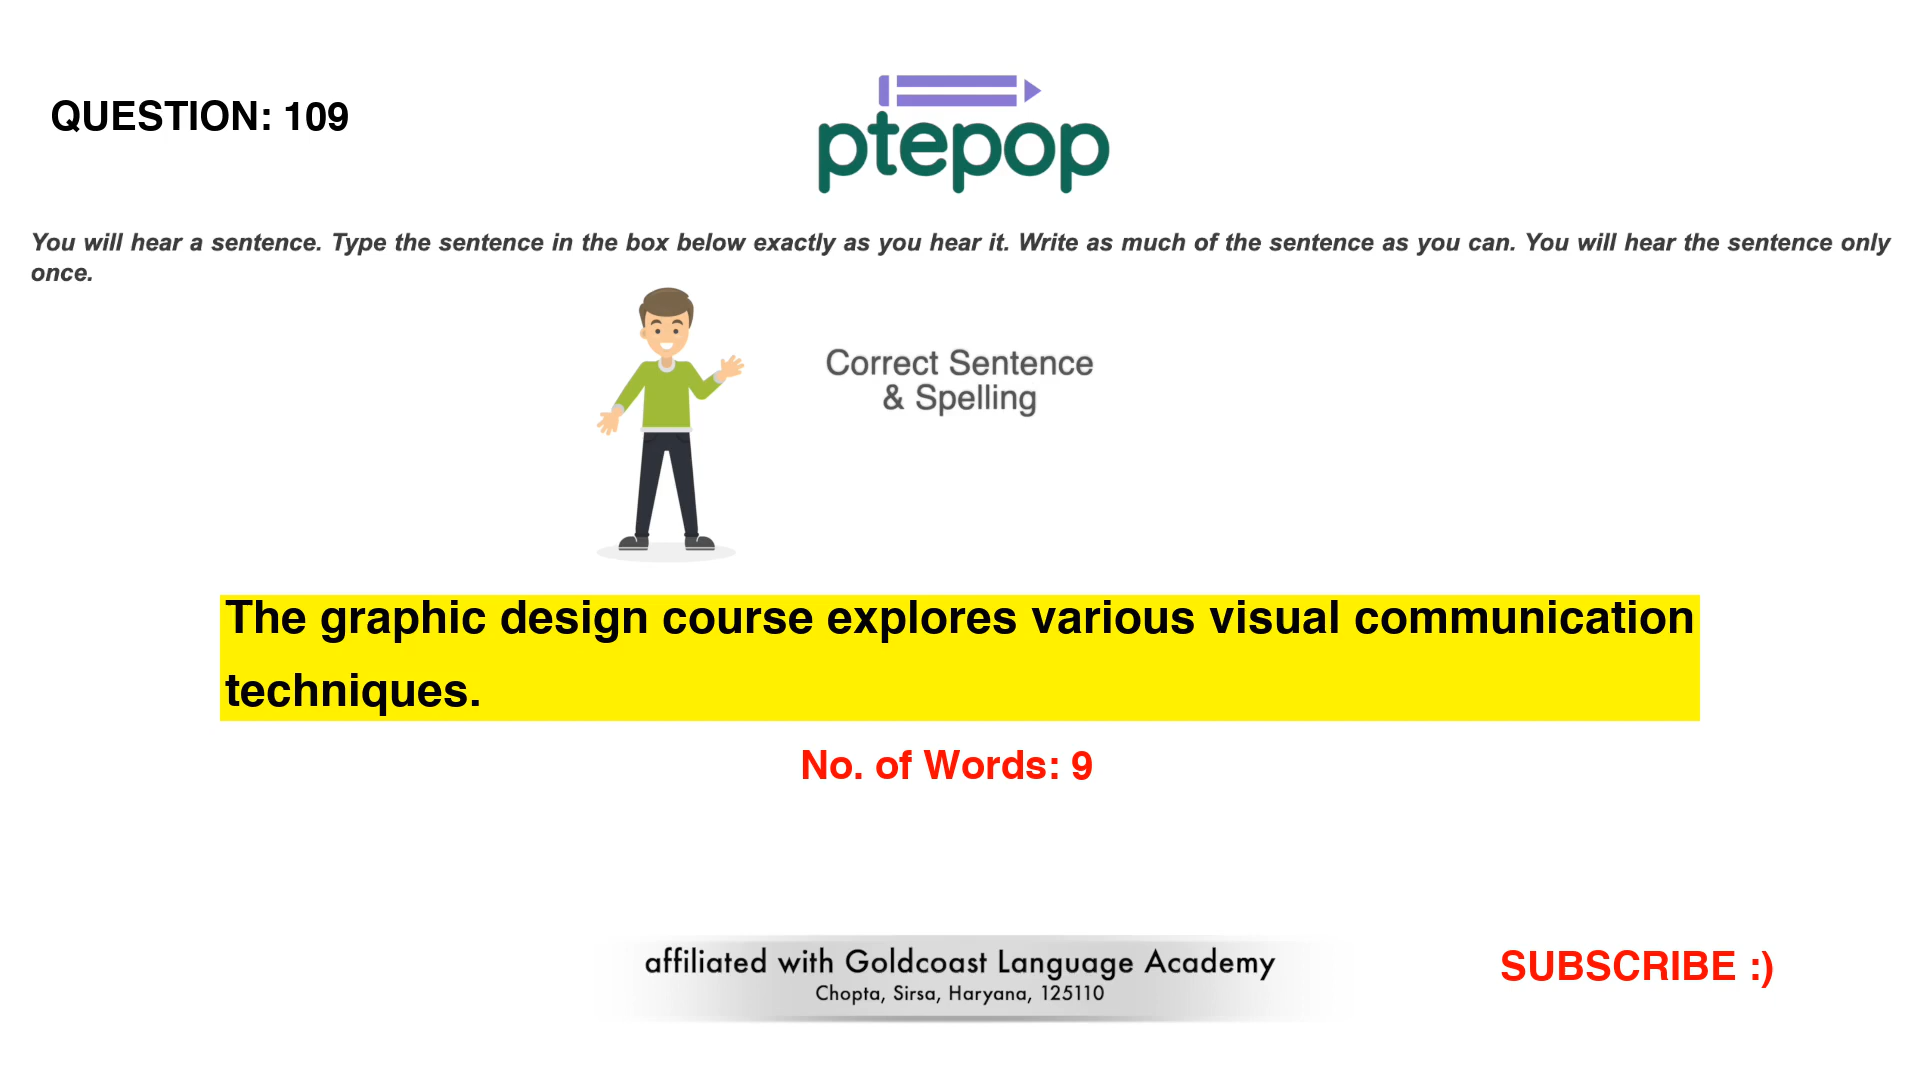 QUESTION: 109
ptepop
You will hear a sentence. Type the sentence in the box below exactly as you hear it. Write as much of the sentence as you can. You will hear the sentence only
once.
Correct Sentence
& Spelling
The graphic design course explores various visual communication
techniques.
No. of Words: 9
affiliated with Goldcoast Language Academy
Chopta, Sirsa, Haryana, 125110
SUBSCRIBE :)